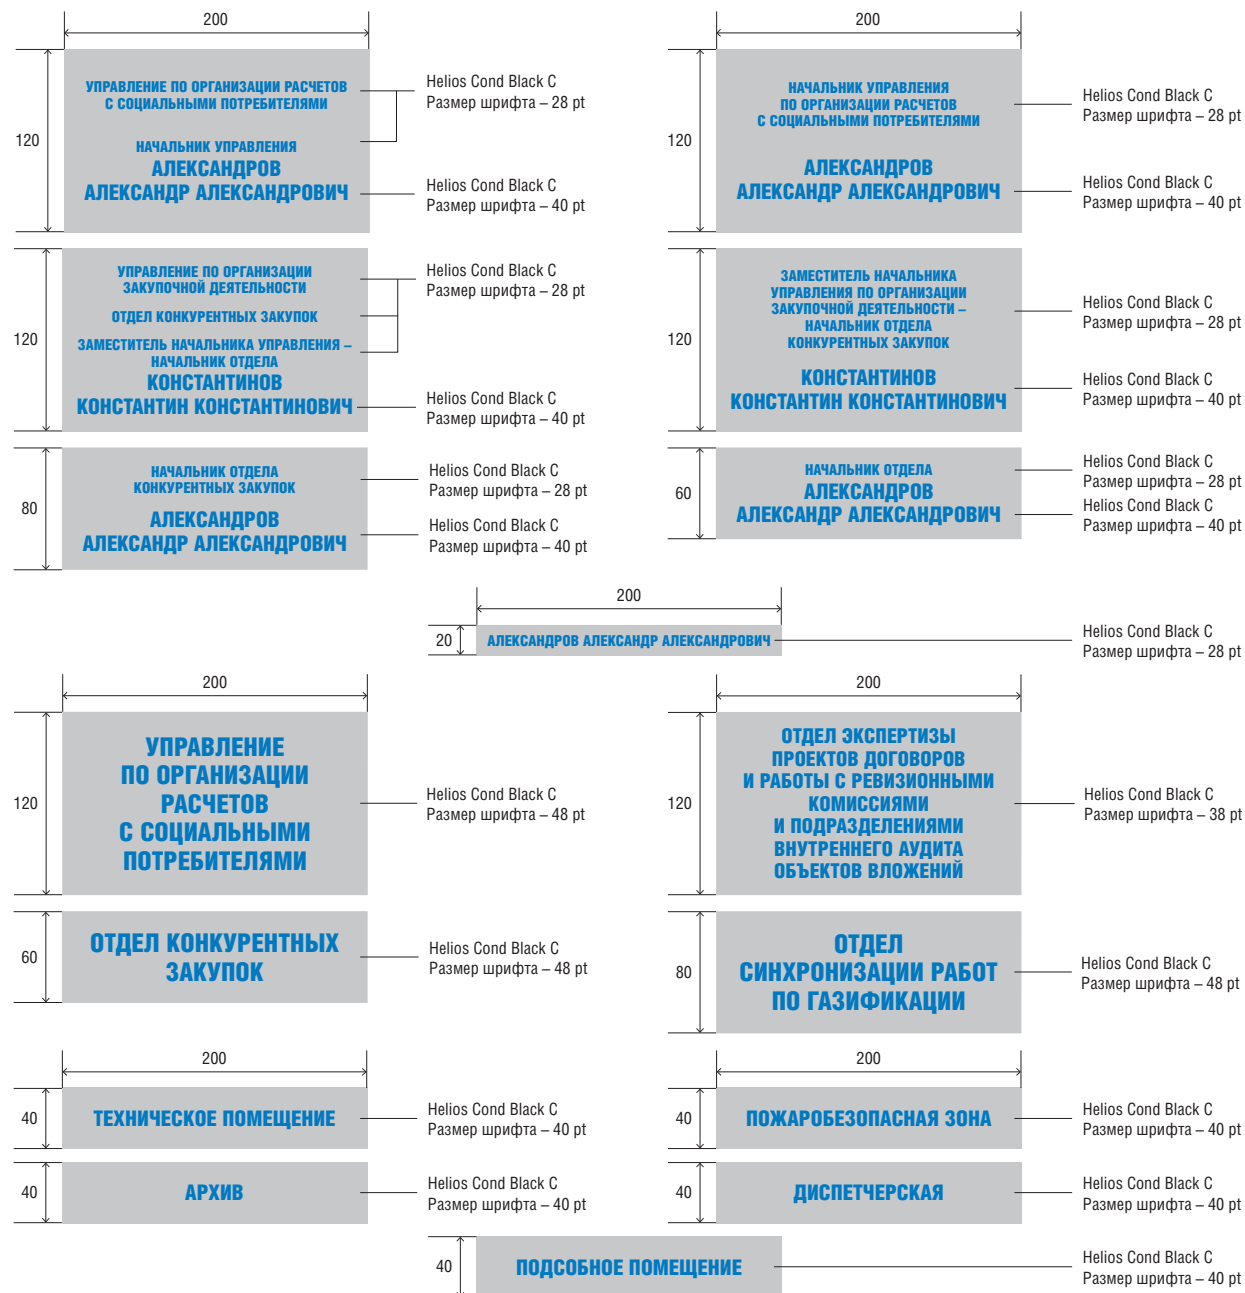 200
120
УПРАВЛЕНИЕ ПО ОРГАНИЗАЦИИ РАСЧЕТОВ
С СОЦИАЛЬНЫМИ ПОТРЕБИТЕЛЯМИ
НАЧАЛЬНИК УПРАВЛЕНИЯ
АЛЕКСАНДРОВ
АЛЕКСАНДР АЛЕКСАНДРОВИЧ
Helios Cond Black C
Размер шрифта – 28 pt
Helios Cond Black C
Размер шрифта – 40 pt
200
120
НАЧАЛЬНИК УПРАВЛЕНИЯ
ПО ОРГАНИЗАЦИИ РАСЧЕТОВ
С СОЦИАЛЬНЫМИ ПОТРЕБИТЕЛЯМИ
АЛЕКСАНДРОВ
АЛЕКСАНДР АЛЕКСАНДРОВИЧ
Helios Cond Black C
Размер шрифта – 28 pt
Helios Cond Black C
Размер шрифта – 40 pt
120
УПРАВЛЕНИЕ ПО ОРГАНИЗАЦИИ
ЗАКУПОЧНОЙ ДЕЯТЕЛЬНОСТИ
ОТДЕЛ КОНКУРЕНТНЫХ ЗАКУПОК
ЗАМЕСТИТЕЛЬ НАЧАЛЬНИКА УПРАВЛЕНИЯ –
НАЧАЛЬНИК ОТДЕЛА
КОНСТАНТИНОВ
КОНСТАНТИН КОНСТАНТИНОВИЧ
Helios Cond Black C
Размер шрифта – 28 pt
Helios Cond Black C
Размер шрифта – 40 pt
120
ЗАМЕСТИТЕЛЬ НАЧАЛЬНИКА
УПРАВЛЕНИЯ ПО ОРГАНИЗАЦИИ
ЗАКУПОЧНОЙ ДЕЯТЕЛЬНОСТИ –
НАЧАЛЬНИК ОТДЕЛА
КОНКУРЕНТНЫХ ЗАКУПОК
КОНСТАНТИНОВ
КОНСТАНТИН КОНСТАНТИНОВИЧ
Helios Cond Black C
Размер шрифта – 28 pt
Helios Cond Black C
Размер шрифта – 40 pt
80
НАЧАЛЬНИК ОТДЕЛА
КОНКУРЕНТНЫХ ЗАКУПОК
АЛЕКСАНДРОВ
АЛЕКСАНДР АЛЕКСАНДРОВИЧ
Helios Cond Black C
Размер шрифта – 28 pt
Helios Cond Black C
Размер шрифта – 40 pt
60
НАЧАЛЬНИК ОТДЕЛА
АЛЕКСАНДРОВ
АЛЕКСАНДР АЛЕКСАНДРОВИЧ
Helios Cond Black C
Размер шрифта – 28 pt
Helios Cond Black C
Размер шрифта – 40 pt
200
20
АЛЕКСАНДРОВ АЛЕКСАНДР АЛЕКСАНДРОВИЧ
Helios Cond Black C
Размер шрифта – 28 pt
200
120
УПРАВЛЕНИЕ
ПО ОРГАНИЗАЦИИ
РАСЧЕТОВ
С СОЦИАЛЬНЫМИ
ПОТРЕБИТЕЛЯМИ
Helios Cond Black C
Размер шрифта – 48 pt
200
120
ОТДЕЛ ЭКСПЕРТИЗЫ
ПРОЕКТОВ ДОГОВОРОВ
И РАБОТЫ С РЕВИЗИОННЫМИ
КОМИССИЯМИ
И ПОДРАЗДЕЛЕНИЯМИ
ВНУТРЕННЕГО АУДИТА
ОБЪЕКТОВ ВЛОЖЕНИЙ
Helios Cond Black C
Размер шрифта – 38 pt
60
ОТДЕЛ КОНКУРЕНТНЫХ
ЗАКУПОК
Helios Cond Black C
Размер шрифта – 48 pt
80
ОТДЕЛ
СИНХРОНИЗАЦИИ РАБОТ
ПО ГАЗИФИКАЦИИ
Helios Cond Black C
Размер шрифта – 48 pt
200
40
ТЕХНИЧЕСКОЕ ПОМЕЩЕНИЕ
Helios Cond Black C
Размер шрифта – 40 pt
200
40
ПОЖАРОБЕЗОПАСНАЯ ЗОНА
Helios Cond Black C
Размер шрифта – 40 pt
40
АРХИВ
Helios Cond Black C
Размер шрифта – 40 pt
40
ДИСПЕТЧЕРСКАЯ
Helios Cond Black C
Размер шрифта – 40 pt
40
ПОДСОБНОЕ ПОМЕЩЕНИЕ
Helios Cond Black C
Размер шрифта – 40 pt